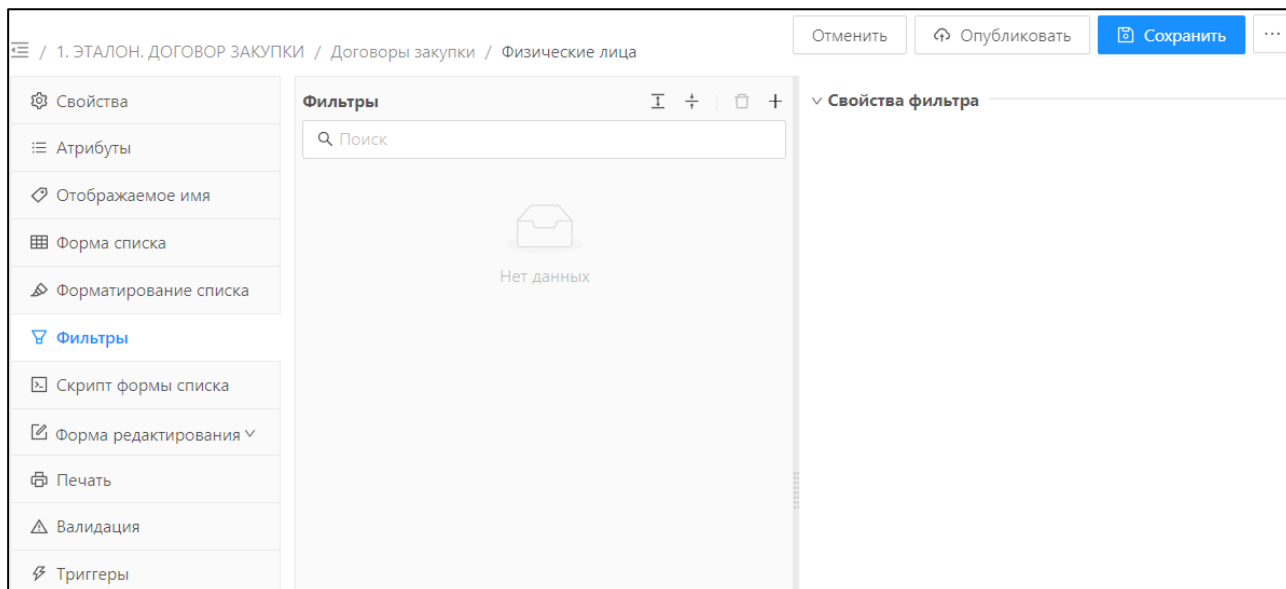 Отменить Опубликовать Сохранить ...
/ 1. ЭТАЛОН. ДОГОВОР ЗАКУПКИ / Договоры закупки / Физические лица
Свойства
Фильтры
Свойства фильтра
Поиск
Атрибуты
Отображаемое имя
Форма списка
Нет данных
Форматирование списка
Фильтры
Скрипт формы списка
Форма редактирования
Печать
Валидация
Триггеры